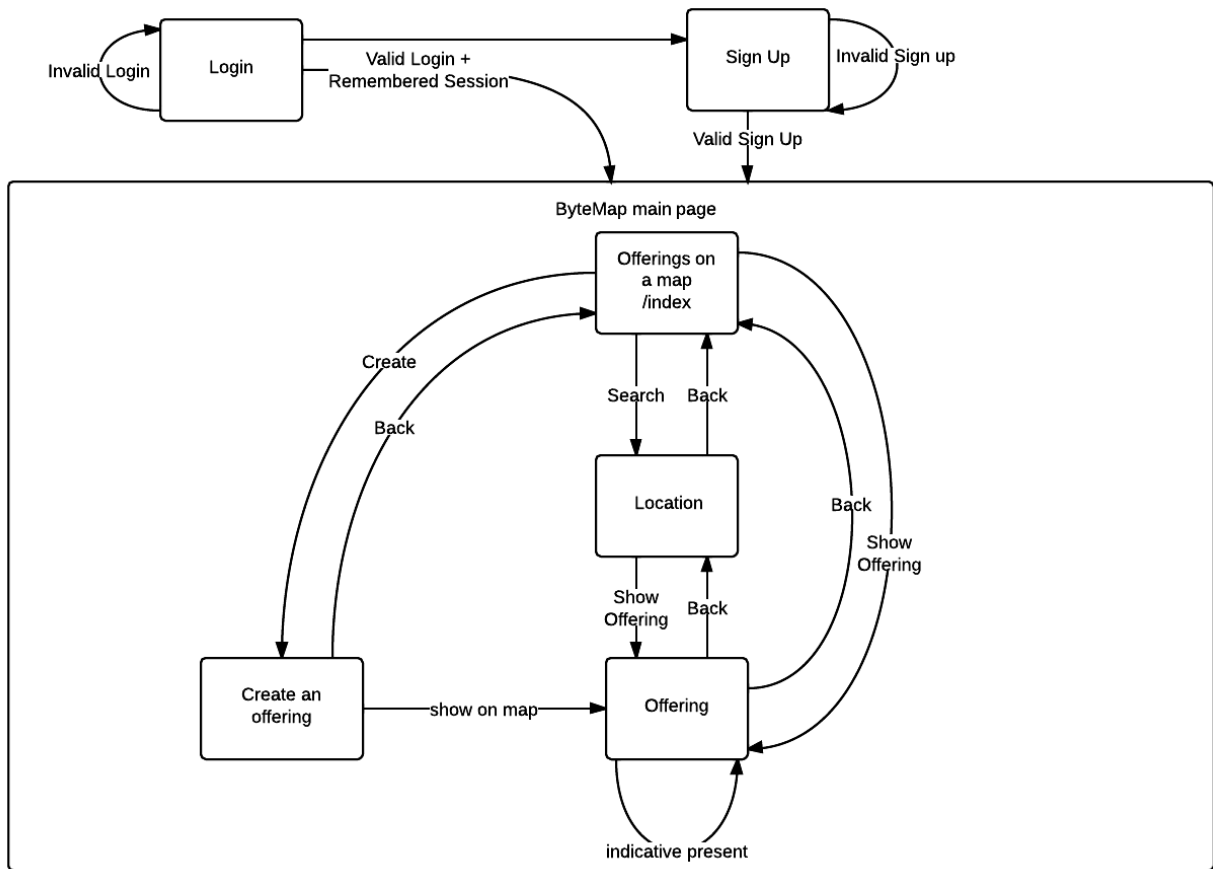 Invalid Login
Login
Valid Login +
Remembered Session
Sign Up
Invalid Sign up
Valid Sign Up
ByteMap main page
Offerings on
a map
/index
Create
Back
Search
Back
Location
Back
Show
Offering
Show
Offering
Back
Create an
offering
show on map
Offering
indicative present